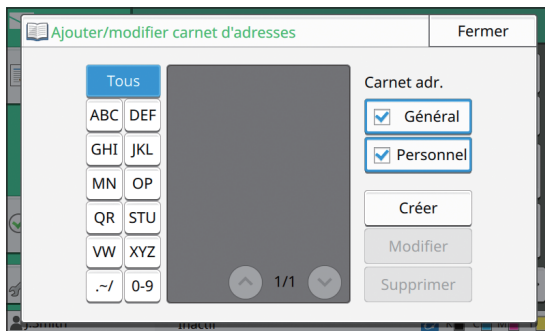 Ajouter/modifier carnet d'adresses
Fermer
Tous
ABC DEF
GHI JKL
MN OP
QR STU
VW XYZ
.~/ 0-9
1/1
Carnet adr.
Général
Personnel
Créer
Modifier
Supprimer
J.Smith
Inactif